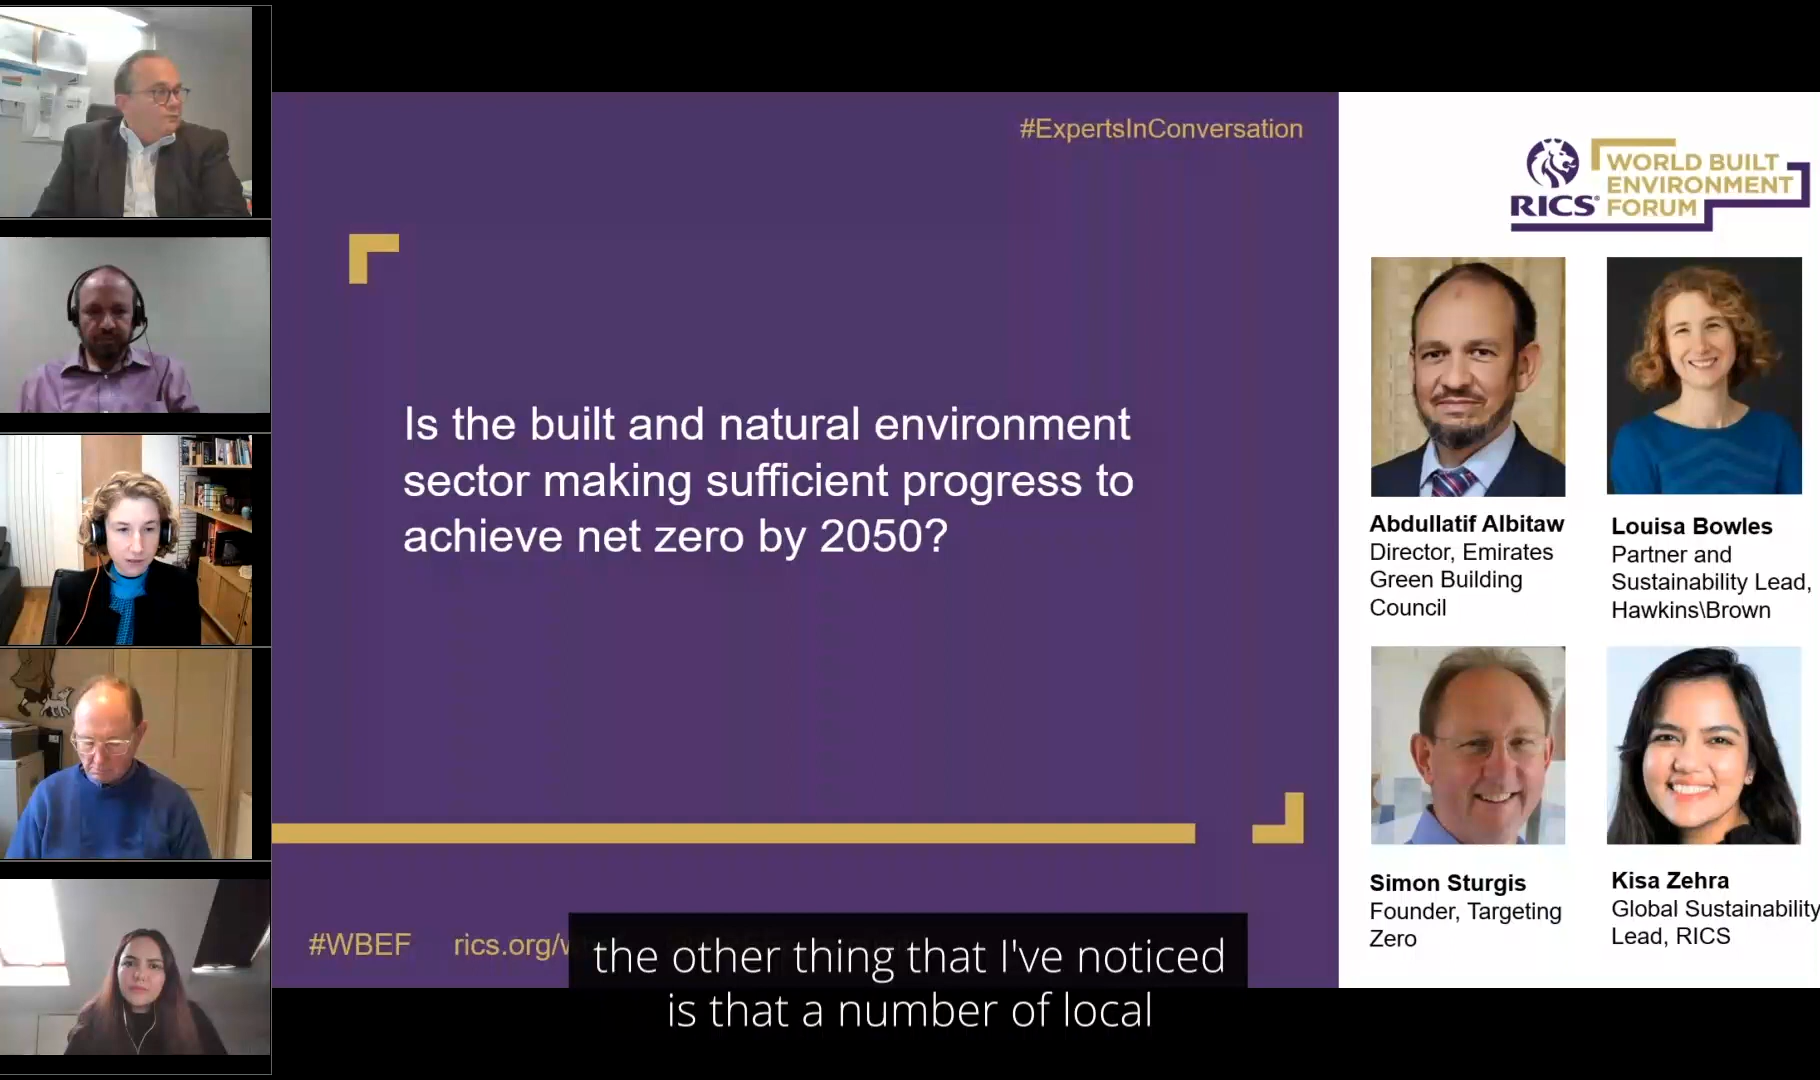 #ExpertsInConversation
Is the built and natural environment
sector making sufficient progress to
achieve net zero by 2050?
#WBEF rics.org/w
the other thing that I've noticed
is that a number of local
RICS
WORLD BUILT
ENVIRONMENT
FORUM
Abdullatif Albitaw
Director, Emirates
Green Building
Council
Louisa Bowles
Partner and
Sustainability Lead,
Hawkins\Brown
Simon Sturgis
Founder, Targeting
Zero
Kisa Zehra
Global Sustainability
Lead, RICS